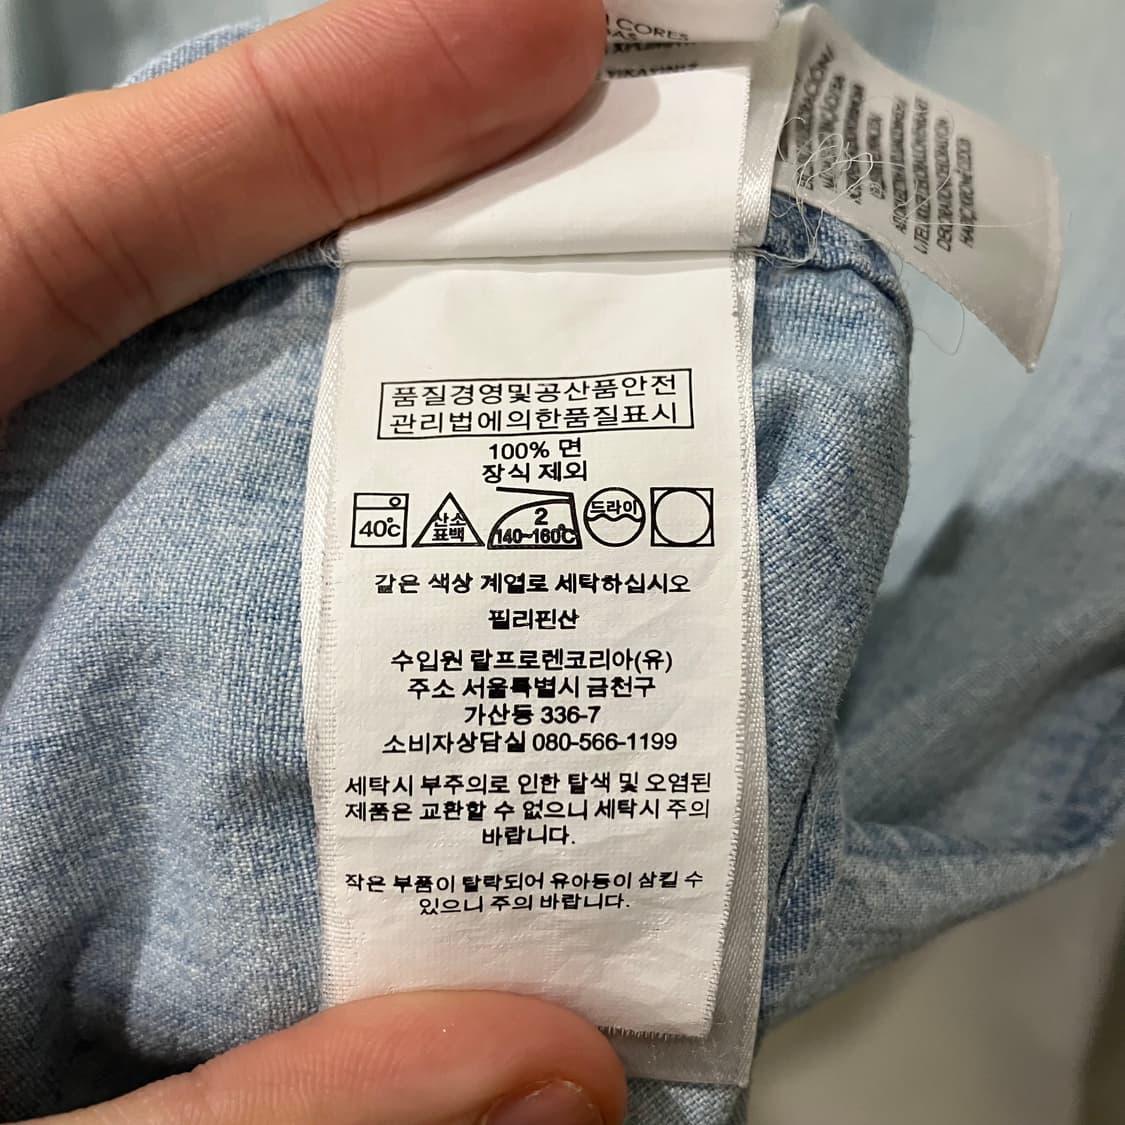 CORES
품질경영및공산품안전
관리법에의한품질표시
100% 면
장식 제외
40℃
산소
표백
2
140~160℃
드라이
같은 색상 계열로 세탁하십시오
필리핀산
수입원 랄프로렌코리아(유)
주소 서울특별시 금천구
가산동 336-7
소비자상담실 080-566-1199
세탁시 부주의로 인한 탈색 및 오염된
제품은 교환할 수 없으니 세탁시 주의
바랍니다.
작은 부품이 탈락되어 유아등이 삼킬 수
있으니 주의 바랍니다.